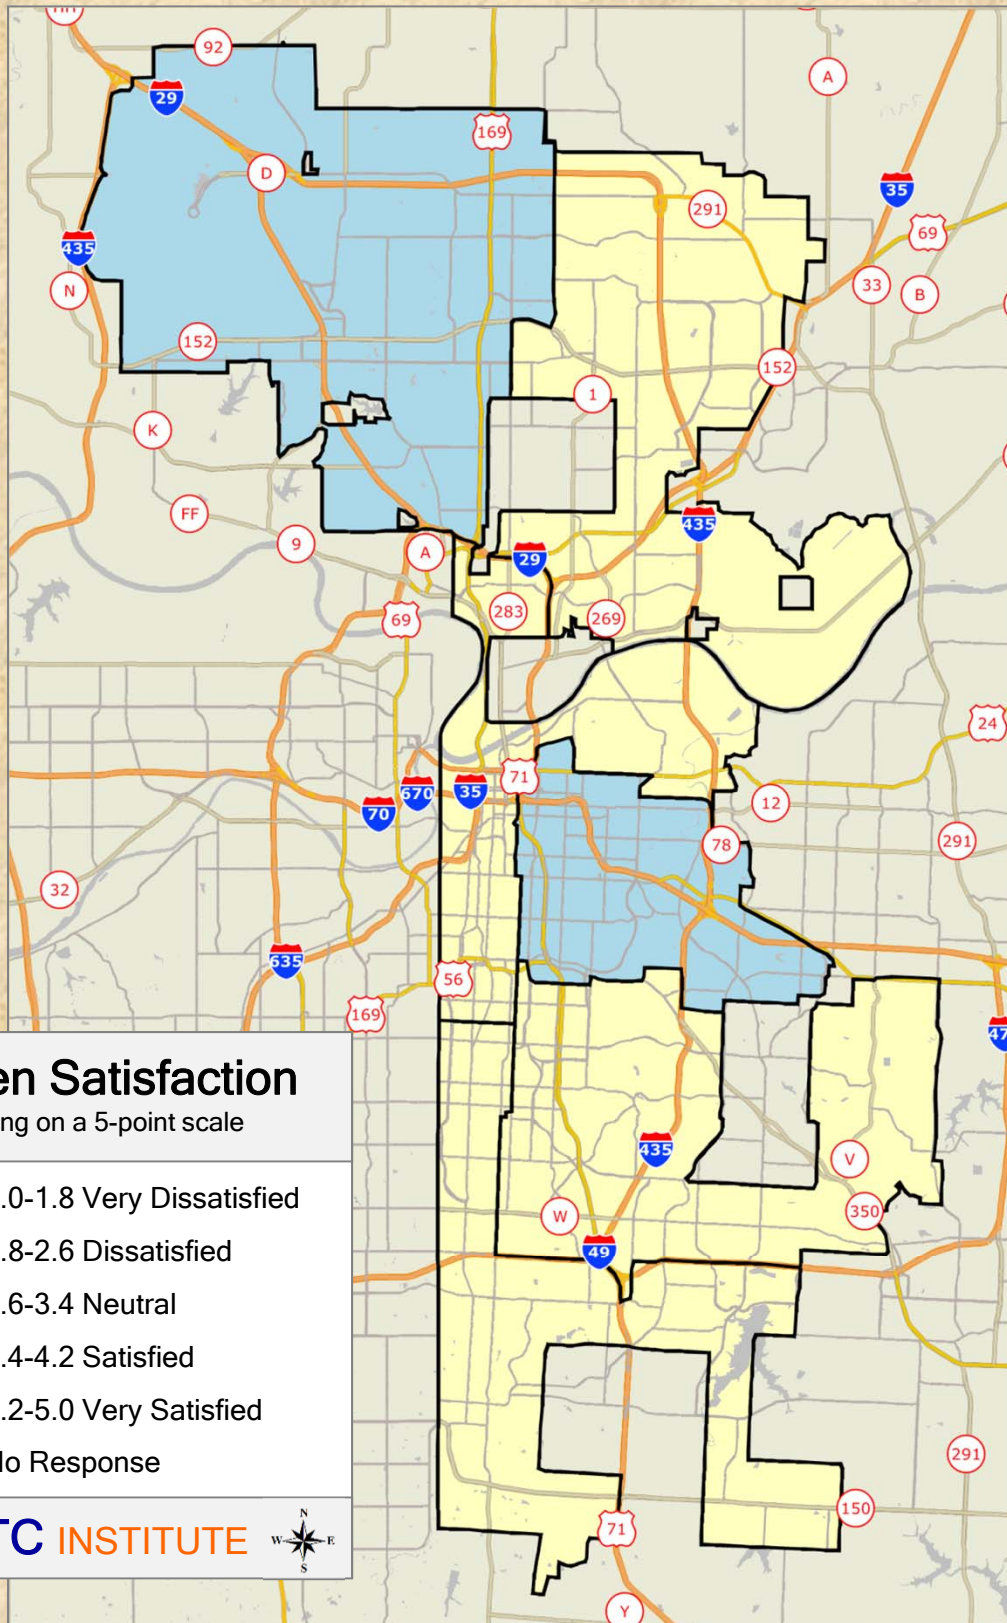 92
A
29
169
D
291
35
69
435
N
33
B
152
152
1
K
FF
9
435
A
29
283
269
69
24
71
670
35
70
12
78
291
32
635
56
169
47
en Satisfaction
ng on a 5-point scale
435
V
.0-1.8 Very Dissatisfied
350
W
.8-2.6 Dissatisfied
49
.6-3.4 Neutral
.4-4.2 Satisfied
.2-5.0 Very Satisfied
lo Response
291
150
N
TC INSTITUTE
W E
S
71
Y